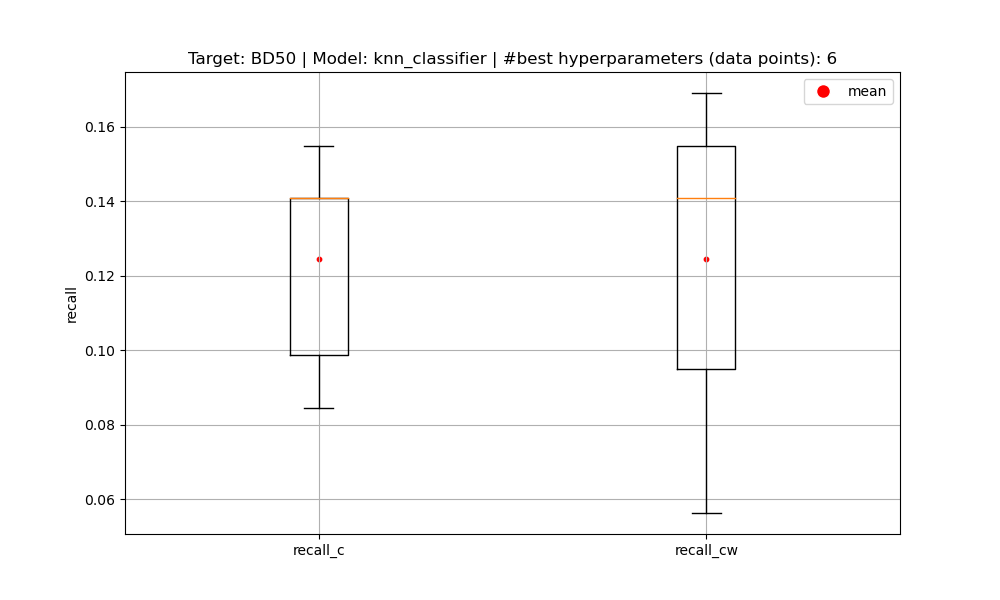 Target: BD50 | Model: knn_classifier | #best hyperparameters (data points): 6
mean
0.16
0.14
0.12
0.10
0.08
0.06
recall
recall_c
recall_cw